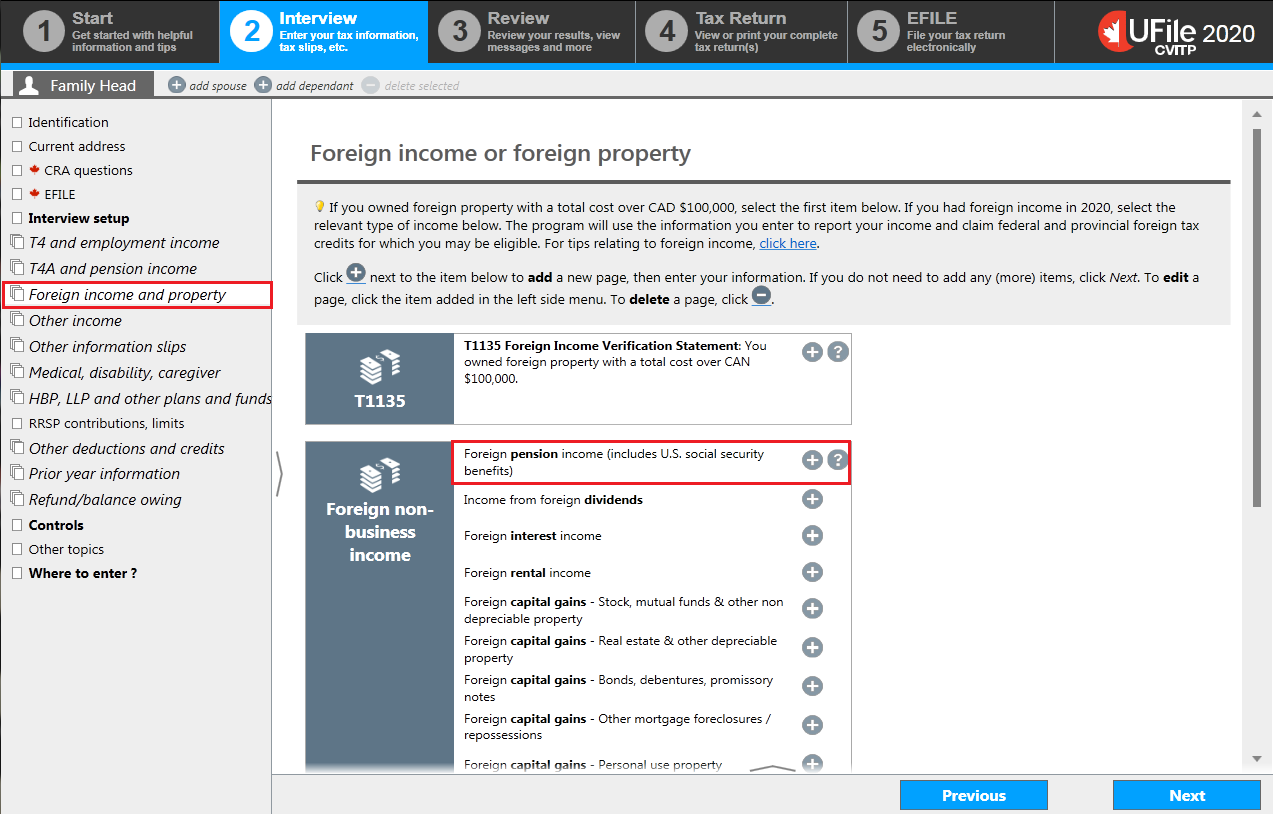 1
Start
Get started with helpful
information and tips
2
Interview
Enter your tax information,
tax slips, etc.
3
Review
Review your results, view
messages and more
4
Tax Return
View or print your complete
tax return(s)
5
EFILE
File your tax return
electronically
UFile 2020
CVITP
Family Head
add spouse
add dependant
delete selected
Identification
Current address
CRA questions
EFILE
Interview setup
T4 and employment income
T4A and pension income
Foreign income and property
Other income
Other information slips
Medical, disability, caregiver
HBP, LLP and other plans and funds
RRSP contributions, limits
Other deductions and credits
Prior year information
Refund/balance owing
Controls
Other topics
Where to enter ?
Foreign income or foreign property
If you owned foreign property with a total cost over CAD $100,000, select the first item below. If you had foreign income in 2020, select the
relevant type of income below. The program will use the information you enter to report your income and claim federal and provincial foreign tax
credits for which you may be eligible. For tips relating to foreign income, click here.
Click + next to the item below to add a new page, then enter your information. If you do not need to add any (more) items, click Next. To edit a
page, click the item added in the left side menu. To delete a page, click −.
T1135
T1135 Foreign Income Verification Statement: You
owned foreign property with a total cost over CAN
$100,000.
+ ?
Foreign non-
business
income
Foreign pension income (includes U.S. social security
benefits)
+ ?
Income from foreign dividends
+
Foreign interest income
+
Foreign rental income
+
Foreign capital gains - Stock, mutual funds & other non
depreciable property
+
Foreign capital gains - Real estate & other depreciable
property
+
Foreign capital gains - Bonds, debentures, promissory
notes
+
Foreign capital gains - Other mortgage foreclosures /
repossessions
+
Foreign capital gains - Personal use property
+
Previous
Next